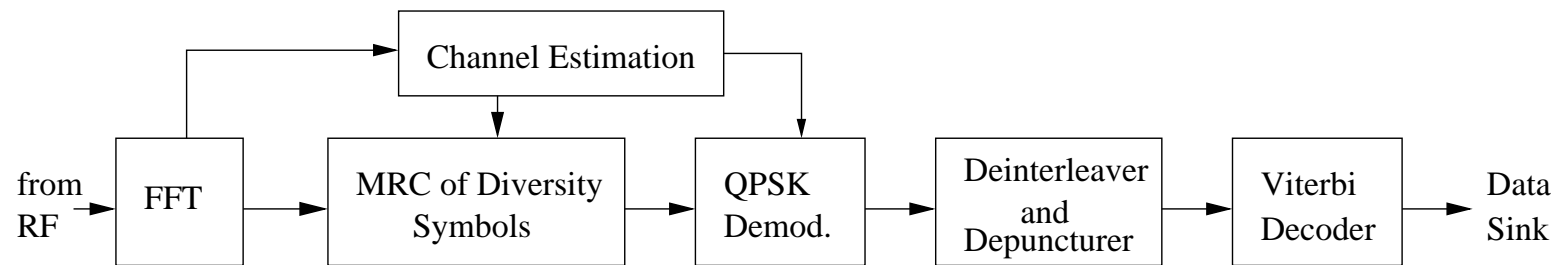 Channel Estimation
from
RF
FFT
MRC of Diversity
Symbols
QPSK
Demod.
Deinterleaver
and
Depuncturer
Viterbi
Decoder
Data
Sink